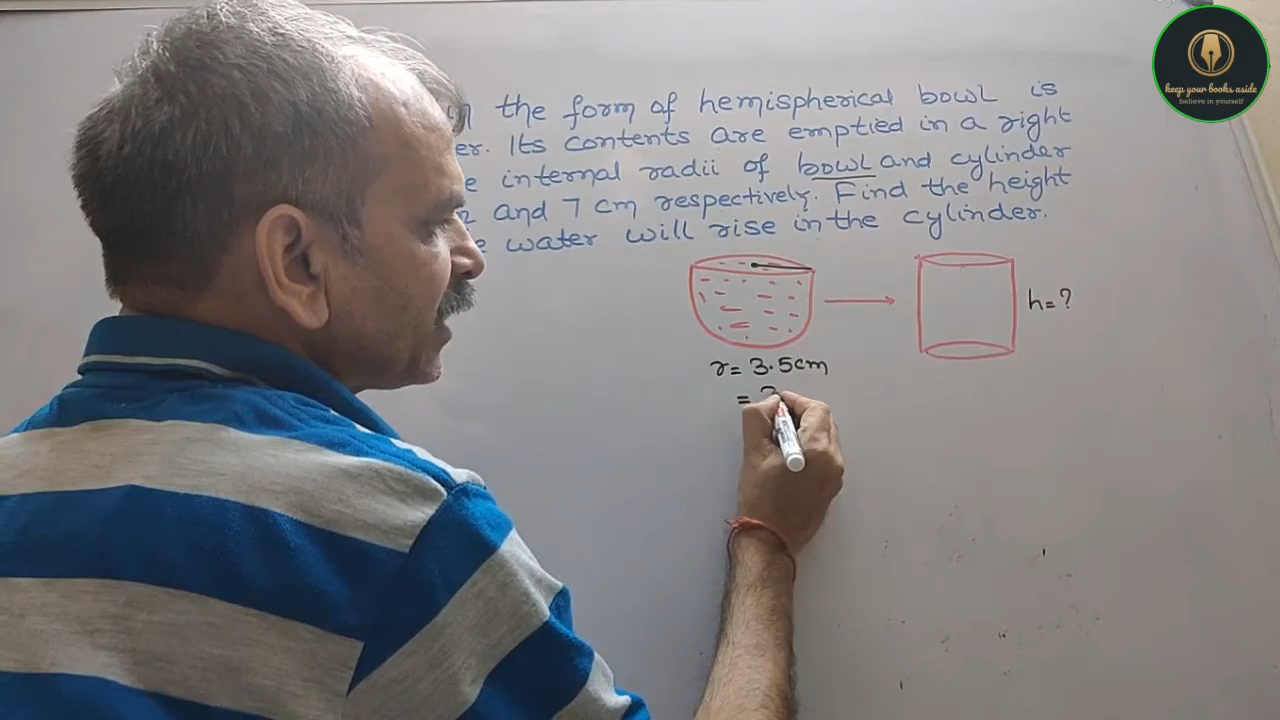 the form of hemispherical bowl is
er. Its contents are emptied in a right
e internal radii of bowl and cylinder
and 7 cm respectively. Find the height
e water will rise in the cylinder.
h = ?
r = 3.5cm
=
keep your books aside
believe in yourself